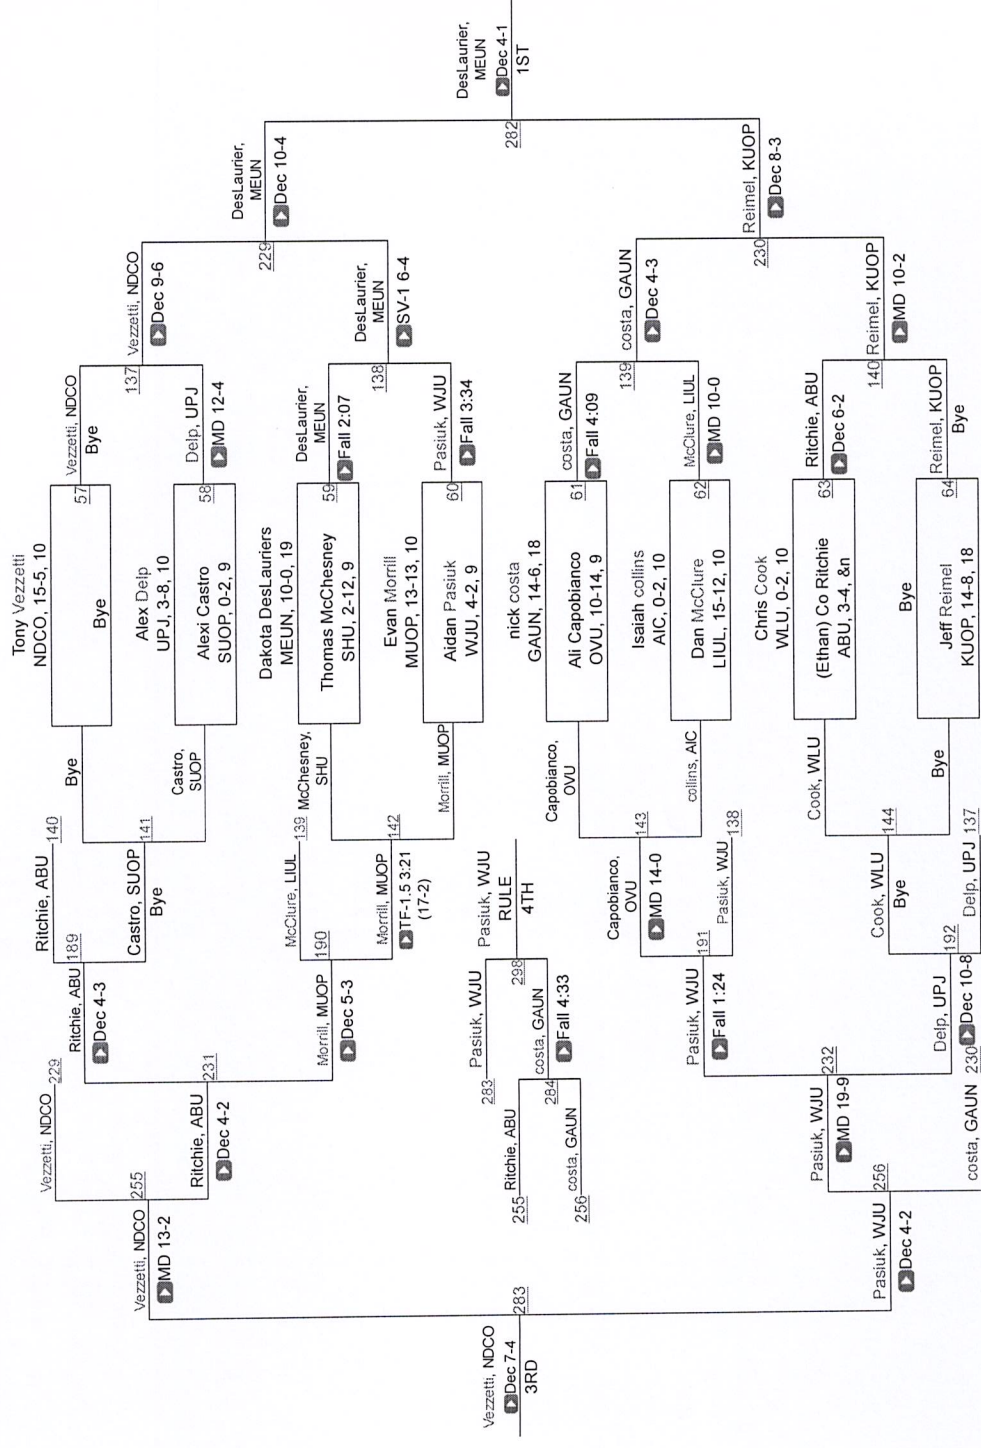 Tony Vezzetti
NDCO, 15-5, 10
Bye
57
Vezzetti, NDCO
Bye
Alex Delp
UPJ, 3-8, 10
Alexi Castro
SUOP, 0-2, 9
58
Delp, UPJ
Dec MD 12-4
137
Vezzetti, NDCO
Dec 9-6
Dakota DesLauriers
MEUN, 10-0, 19
Thomas McChesney
SHU, 2-12, 9
59
DesLaurier,
MEUN
Fall 2:07
Evan Morrill
MUOP, 13-13, 10
Aidan Pasiuk
WJU, 4-2, 9
60
Pasiuk, WJU
Fall 3:34
138
DesLaurier,
MEUN
SV-1 6-4
229
DesLaurier,
MEUN
Dec 10-4
nick costa
GAUN, 14-6, 18
Ali Capobianco
OVU, 10-14, 9
61
costa, GAUN
Fall 4:09
Isaiah collins
AIC, 0-2, 10
Dan McClure
LIUL, 15-12, 10
62
McClure, LIUL
MD 10-0
139
costa, GAUN
Dec 4-3
Chris Cook
WLU, 0-2, 10
(Ethan) Co Ritchie
ABU, 3-4, &n
63
Ritchie, ABU
Dec 6-2
Bye
Jeff Reimel
KUOP, 14-8, 18
64
Reimel, KUOP
Bye
140
Reimel, KUOP
MD 10-2
230
Reimel, KUOP
Dec 8-3
282
DesLaurier,
MEUN
Dec 4-1
1ST
Bye
Castro,
SUOP
141
Castro, SUOP
Bye
140
Ritchie, ABU
189
Ritchie, ABU
Dec 4-3
McChesney,
SHU
Morrill, MUOP
142
Morrill, MUOP
TF-1.5 3:21
(17-2)
139
McClure, LIUL
190
Morrill, MUOP
Dec 5-3
231
Ritchie, ABU
Dec 4-2
229
Vezzetti, NDCO
255
Vezzetti, NDCO
MD 13-2
Capobianco,
OVU
collins, AIC
143
Capobianco,
OVU
MD 14-0
138
Pasiuk, WJU
191
Pasiuk, WJU
Fall 1:24
Cook, WLU
Bye
144
Cook, WLU
Bye
137
Delp, UPJ
192
Delp, UPJ
Dec 10-8
232
Pasiuk, WJU
MD 19-9
230
costa, GAUN
256
Pasiuk, WJU
Dec 4-2
283
Vezzetti, NDCO
Dec 7-4
3RD
255
Ritchie, ABU
256
costa, GAUN
284
costa, GAUN
Fall 4:33
283
Pasiuk, WJU
298
Pasiuk, WJU
RULE
4TH